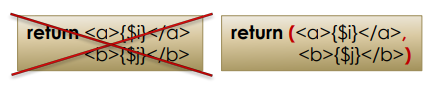 return <a>{$i}</a>
<b>{$j}</b>
return (<a>{$i}</a>,
<b>{$j}</b>)